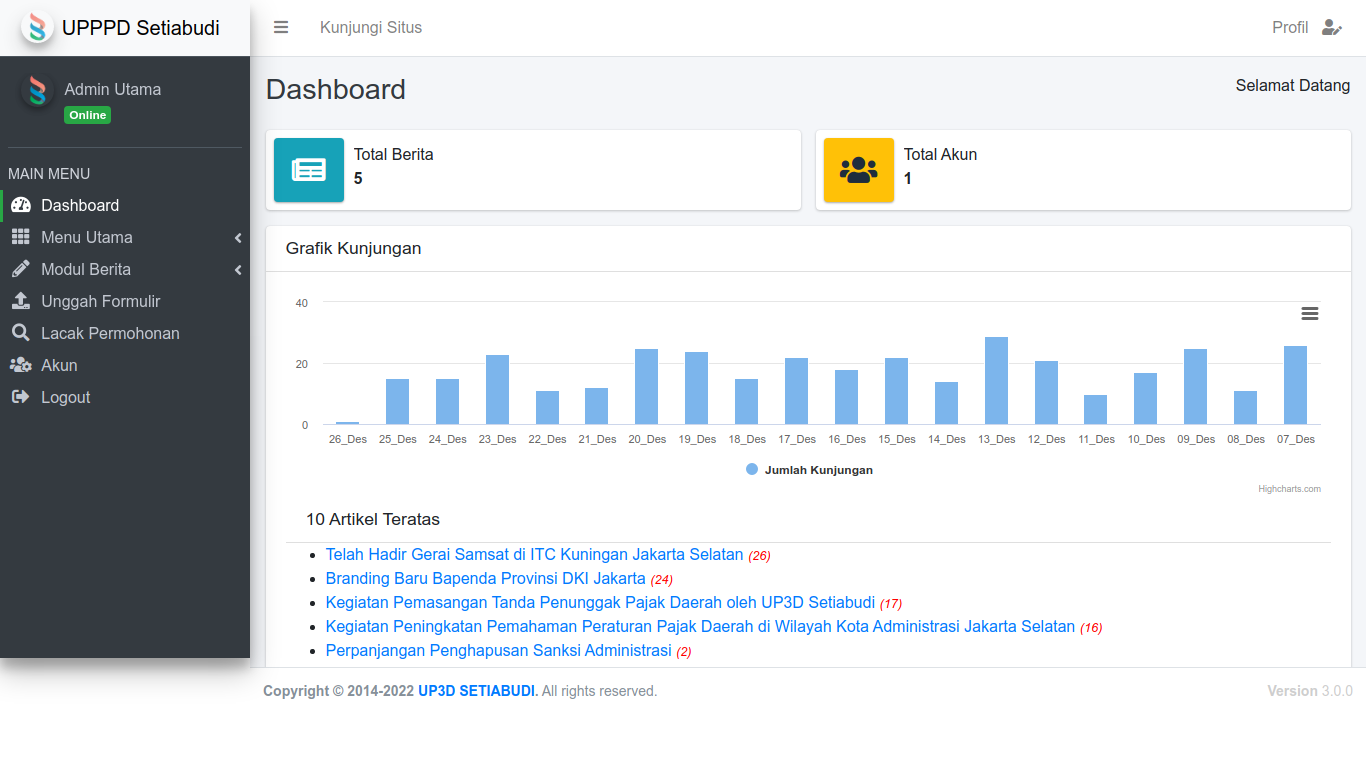 UPPPD Setiabudi
Kunjungi Situs
Profil
Admin Utama
Online
MAIN MENU
Dashboard
Menu Utama
Modul Berita
Unggah Formulir
Lacak Permohonan
Akun
Logout
Dashboard
Selamat Datang
Total Berita
5
Total Akun
1
Grafik Kunjungan
40
20
0
26_Des 25_Des 24_Des 23_Des 22_Des 21_Des 20_Des 19_Des 18_Des 17_Des 16_Des 15_Des 14_Des 13_Des 12_Des 11_Des 10_Des 09_Des 08_Des 07_Des
Jumlah Kunjungan
Highcharts.com
10 Artikel Teratas
Telah Hadir Gerai Samsat di ITC Kuningan Jakarta Selatan (26)
Branding Baru Bapenda Provinsi DKI Jakarta (24)
Kegiatan Pemasangan Tanda Penunggak Pajak Daerah oleh UP3D Setiabudi (17)
Kegiatan Peningkatan Pemahaman Peraturan Pajak Daerah di Wilayah Kota Administrasi Jakarta Selatan (16)
Perpanjangan Penghapusan Sanksi Administrasi (2)
Copyright © 2014-2022 UP3D SETIABUDI. All rights reserved.
Version 3.0.0